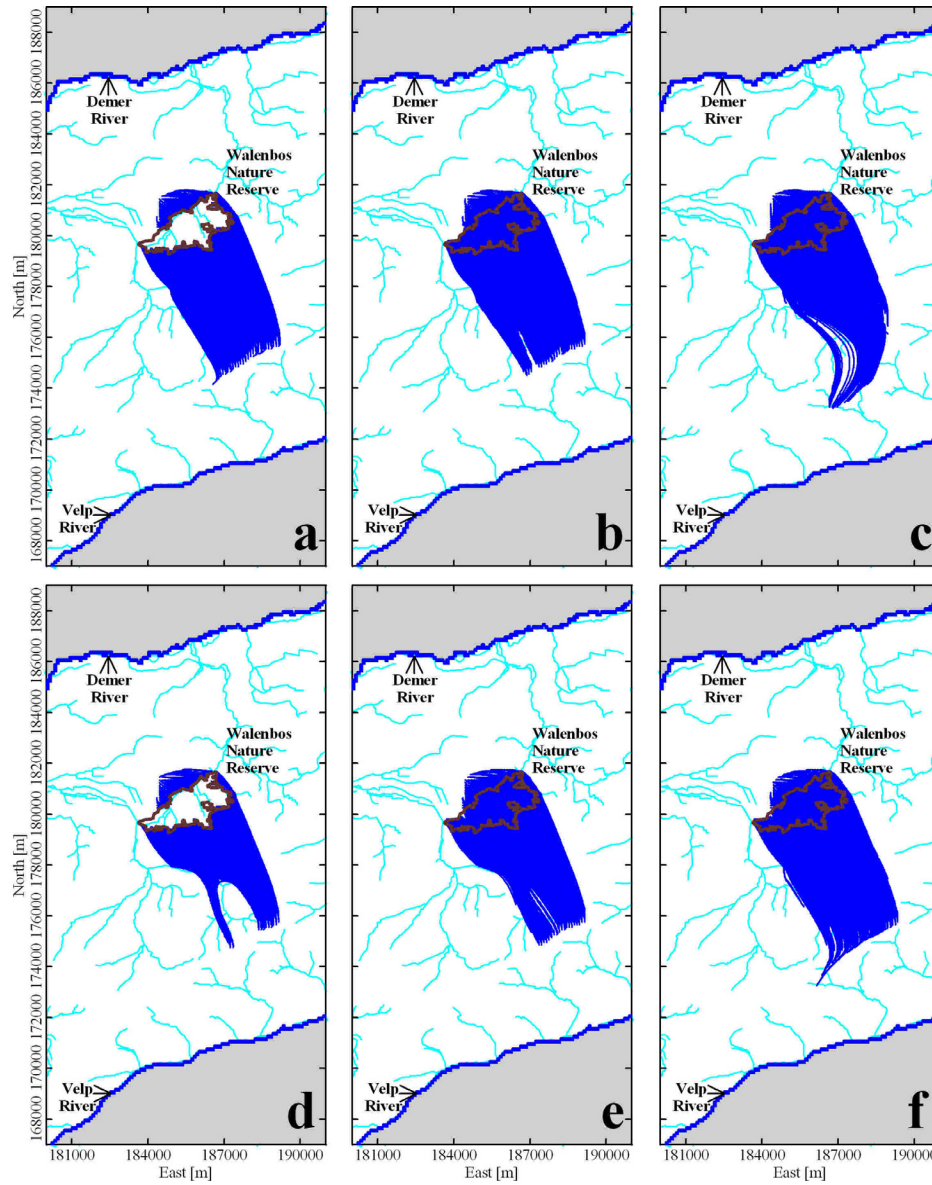 188000
186000
184000
182000
180000
178000
176000
174000
172000
170000
168000
North [m]
Demer
River
Walenbos
Nature
Reserve
Velp
River
a
Demer
River
Walenbos
Nature
Reserve
Velp
River
b
Demer
River
Walenbos
Nature
Reserve
Velp
River
c
188000
186000
184000
182000
180000
178000
176000
174000
172000
170000
168000
North [m]
Demer
River
Walenbos
Nature
Reserve
Velp
River
d
181000 184000 187000 190000
East [m]
Demer
River
Walenbos
Nature
Reserve
Velp
River
e
181000 184000 187000 190000
East [m]
Demer
River
Walenbos
Nature
Reserve
Velp
River
f
181000 184000 187000 190000
East [m]